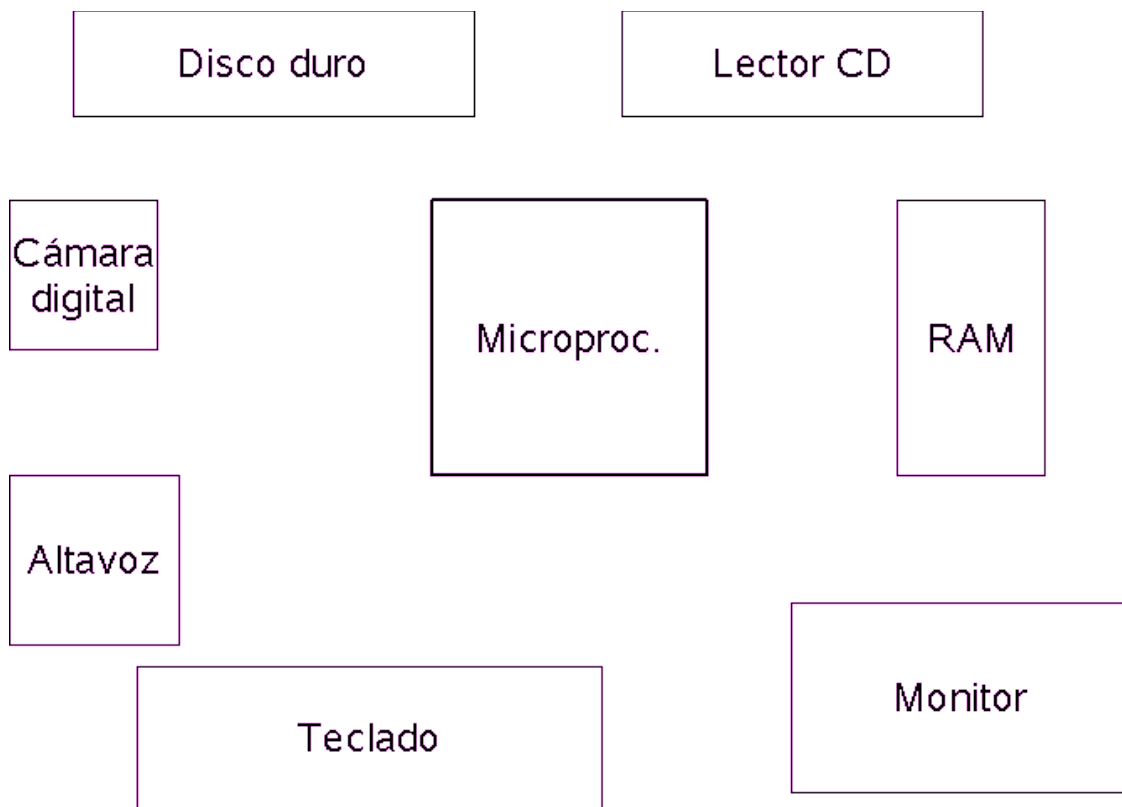 Disco duro
Lector CD
Cámara
digital
Microproc.
RAM
Altavoz
Teclado
Monitor